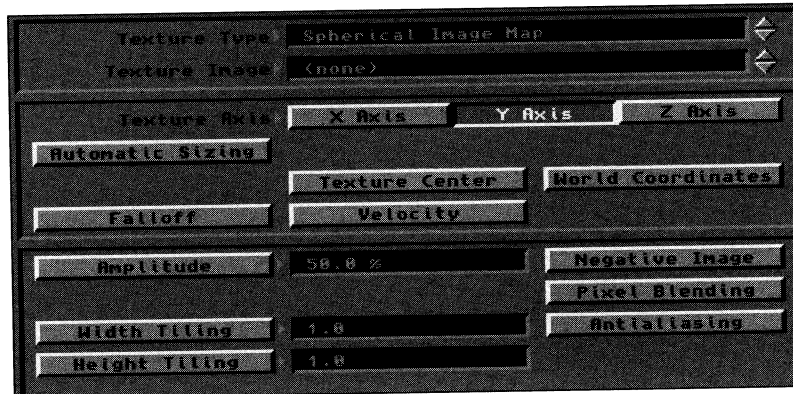 Texture Type Spherical Image Map
Texture Image (none)
Texture Axis X Axis Y Axis Z Axis
Automatic Sizing
Texture Center World Coordinates
Falloff Velocity
Amplitude 50.0 % Negative Image
Pixel Blending
Width Tiling 1.0 Antialiasing
Height Tiling 1.0